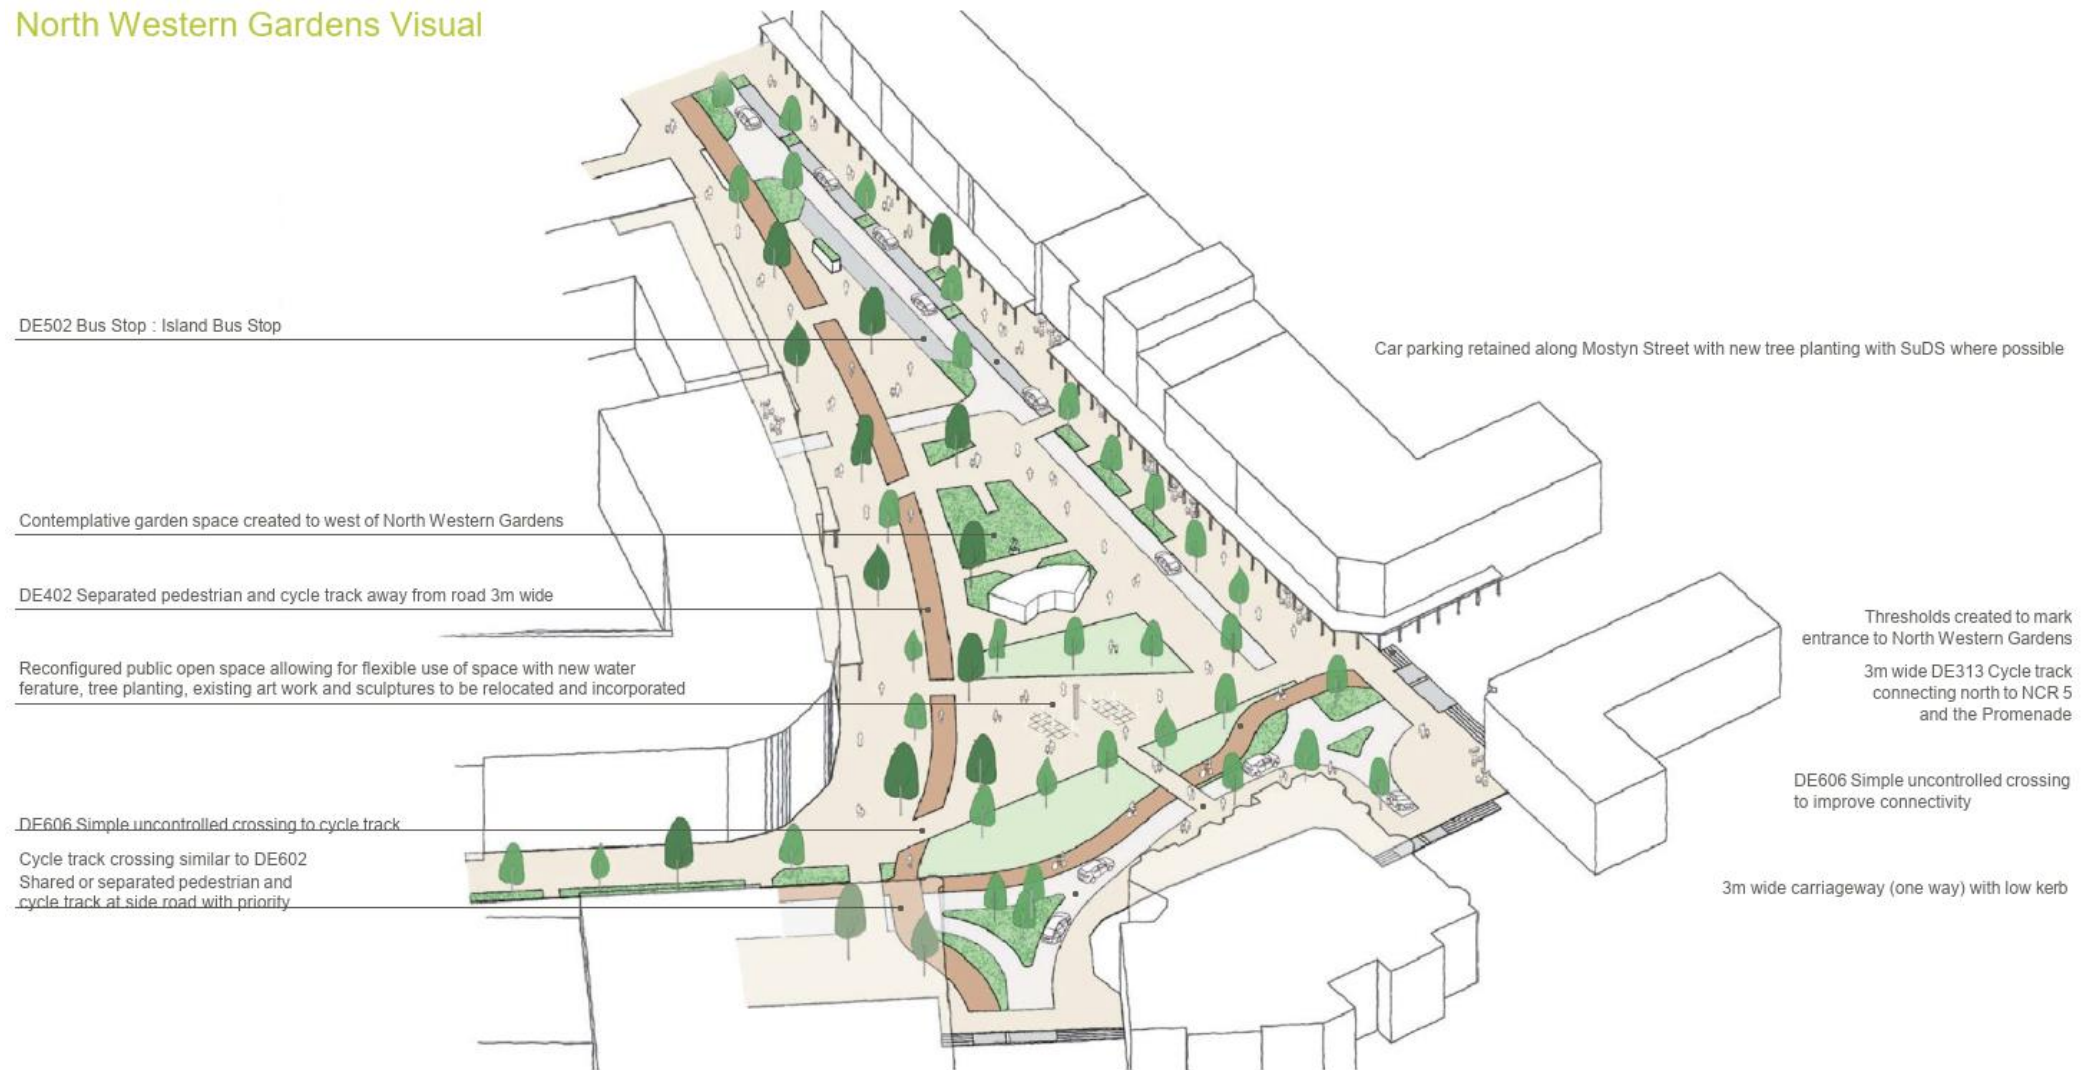 North Western Gardens Visual
DE502 Bus Stop : Island Bus Stop
Car parking retained along Mostyn Street with new tree planting with SuDS where possible
Contemplative garden space created to west of North Western Gardens
DE402 Separated pedestrian and cycle track away from road 3m wide
Thresholds created to mark
entrance to North Western Gardens
Reconfigured public open space allowing for flexible use of space with new water
ferature, tree planting, existing art work and sculptures to be relocated and incorporated
3m wide DE313 Cycle track
connecting north to NCR 5
and the Promenade
DE606 Simple uncontrolled crossing
to improve connectivity
DE606 Simple uncontrolled crossing to cycle track
Cycle track crossing similar to DE602
Shared or separated pedestrian and
cycle track at side road with priority
3m wide carriageway (one way) with low kerb